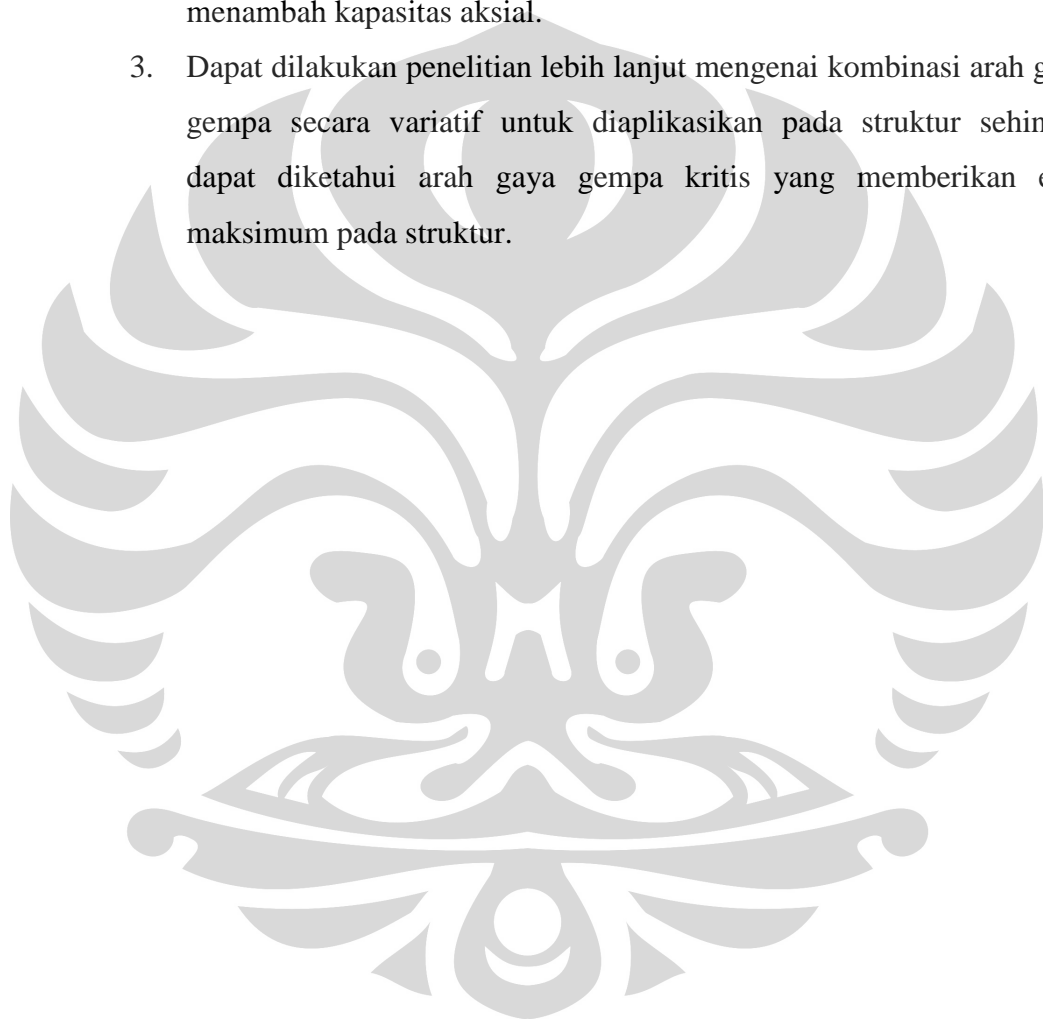 menambah kapasitas aksial.
3. Dapat dilakukan penelitian lebih lanjut mengenai kombinasi arah
gempa secara variatif untuk diaplikasikan pada struktur
dapat diketahui arah gaya gempa kritis yang memberikan
maksimum pada struktur.